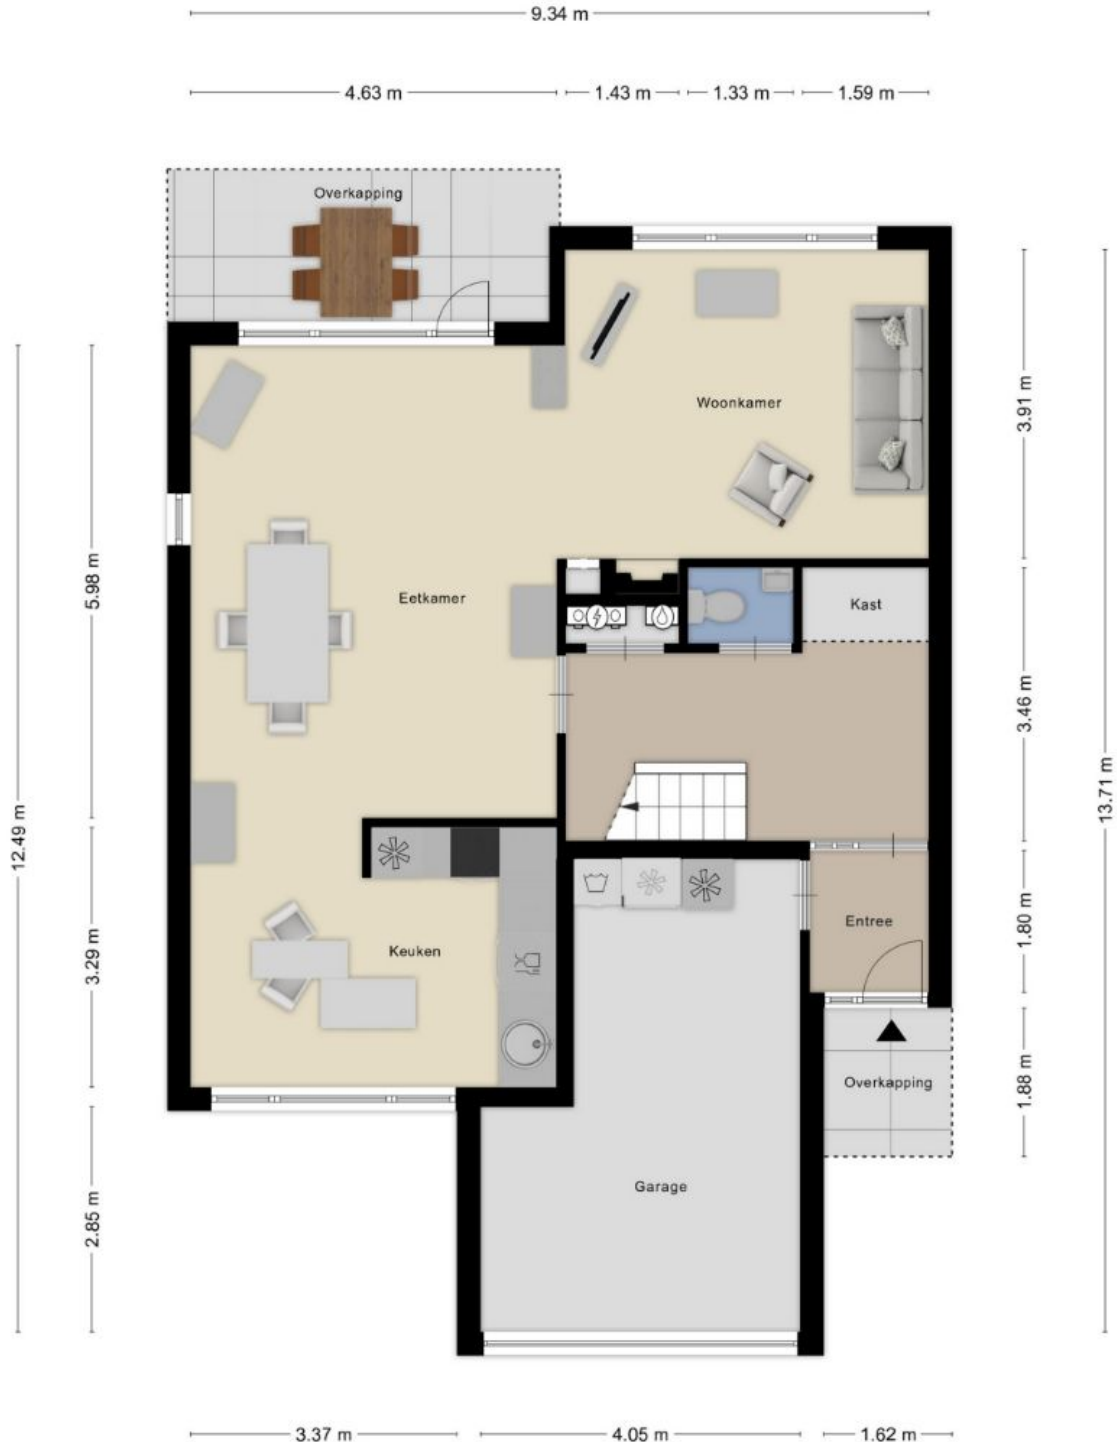 9.34 m
4.63 m
1.43 m
1.33 m
1.59 m
Overkapping
Woonkamer
3.91 m
5.98 m
Eetkamer
Kast
3.46 m
12.49 m
13.71 m
Entree
1.80 m
Keuken
3.29 m
Overkapping
1.88 m
Garage
2.85 m
3.37 m
4.05 m
1.62 m